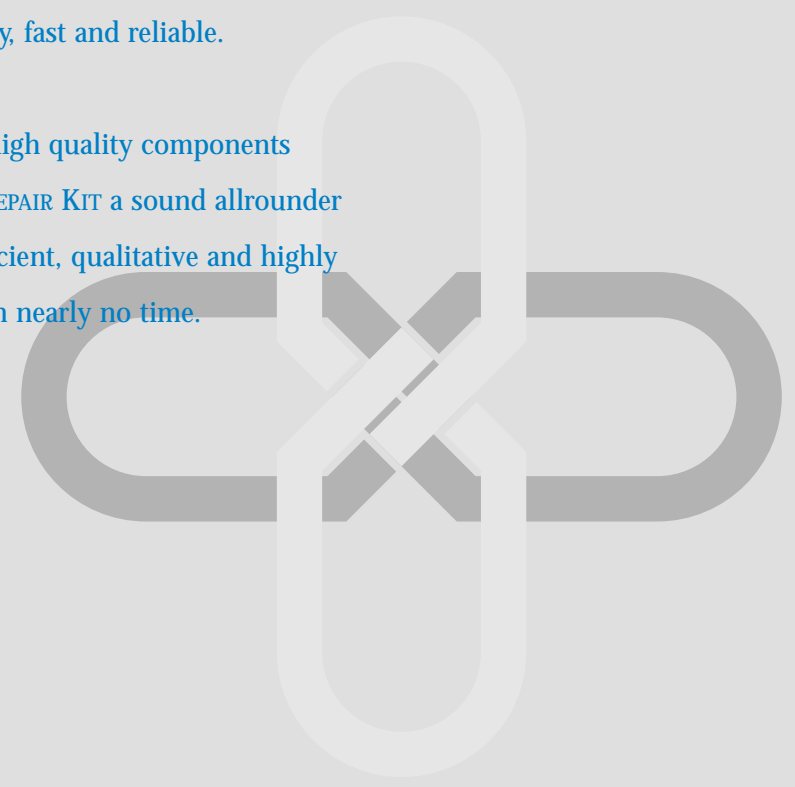 fast and reliable.
quality components
KIT a sound allrounder
qualitative and highly
nearly no time.